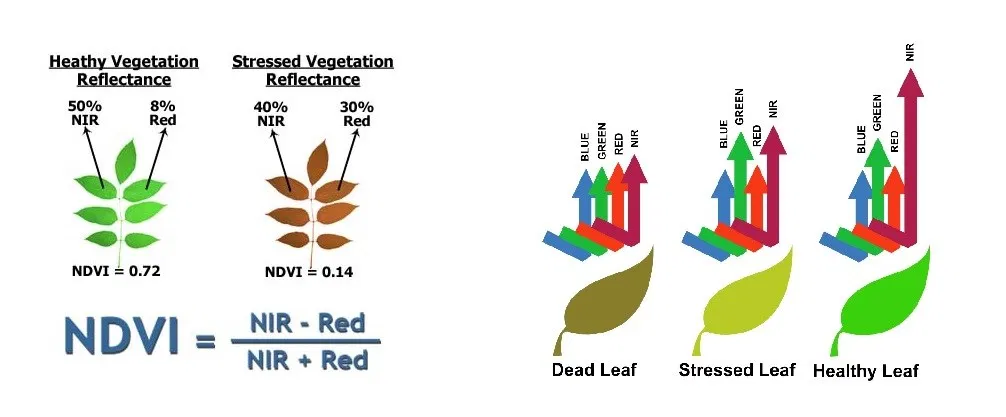 Heathy Vegetation
Reflectance
50%
NIR
8%
Red
NDVI = 0.72
Stressed Vegetation
Reflectance
40%
NIR
30%
Red
NDVI = 0.14
NDVI = NIR - Red
NIR + Red
BLUE
GREEN
RED
NIR
Dead Leaf
BLUE
GREEN
RED
NIR
Stressed Leaf
BLUE
GREEN
RED
NIR
Healthy Leaf